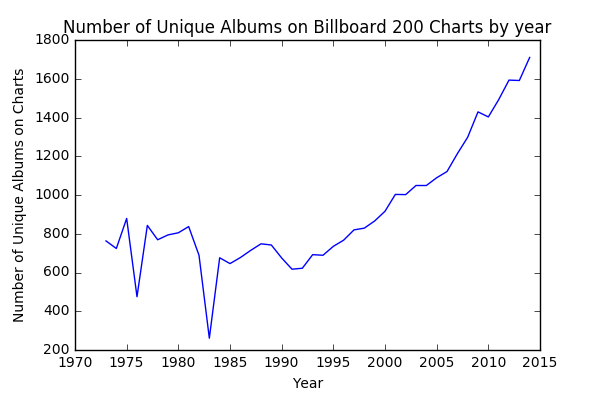 Number of Unique Albums on Billboard 200 Charts by year
Number of Unique Albums on Charts
1800
1600
1400
1200
1000
800
600
400
200
1970 1975 1980 1985 1990 1995 2000 2005 2010 2015
Year